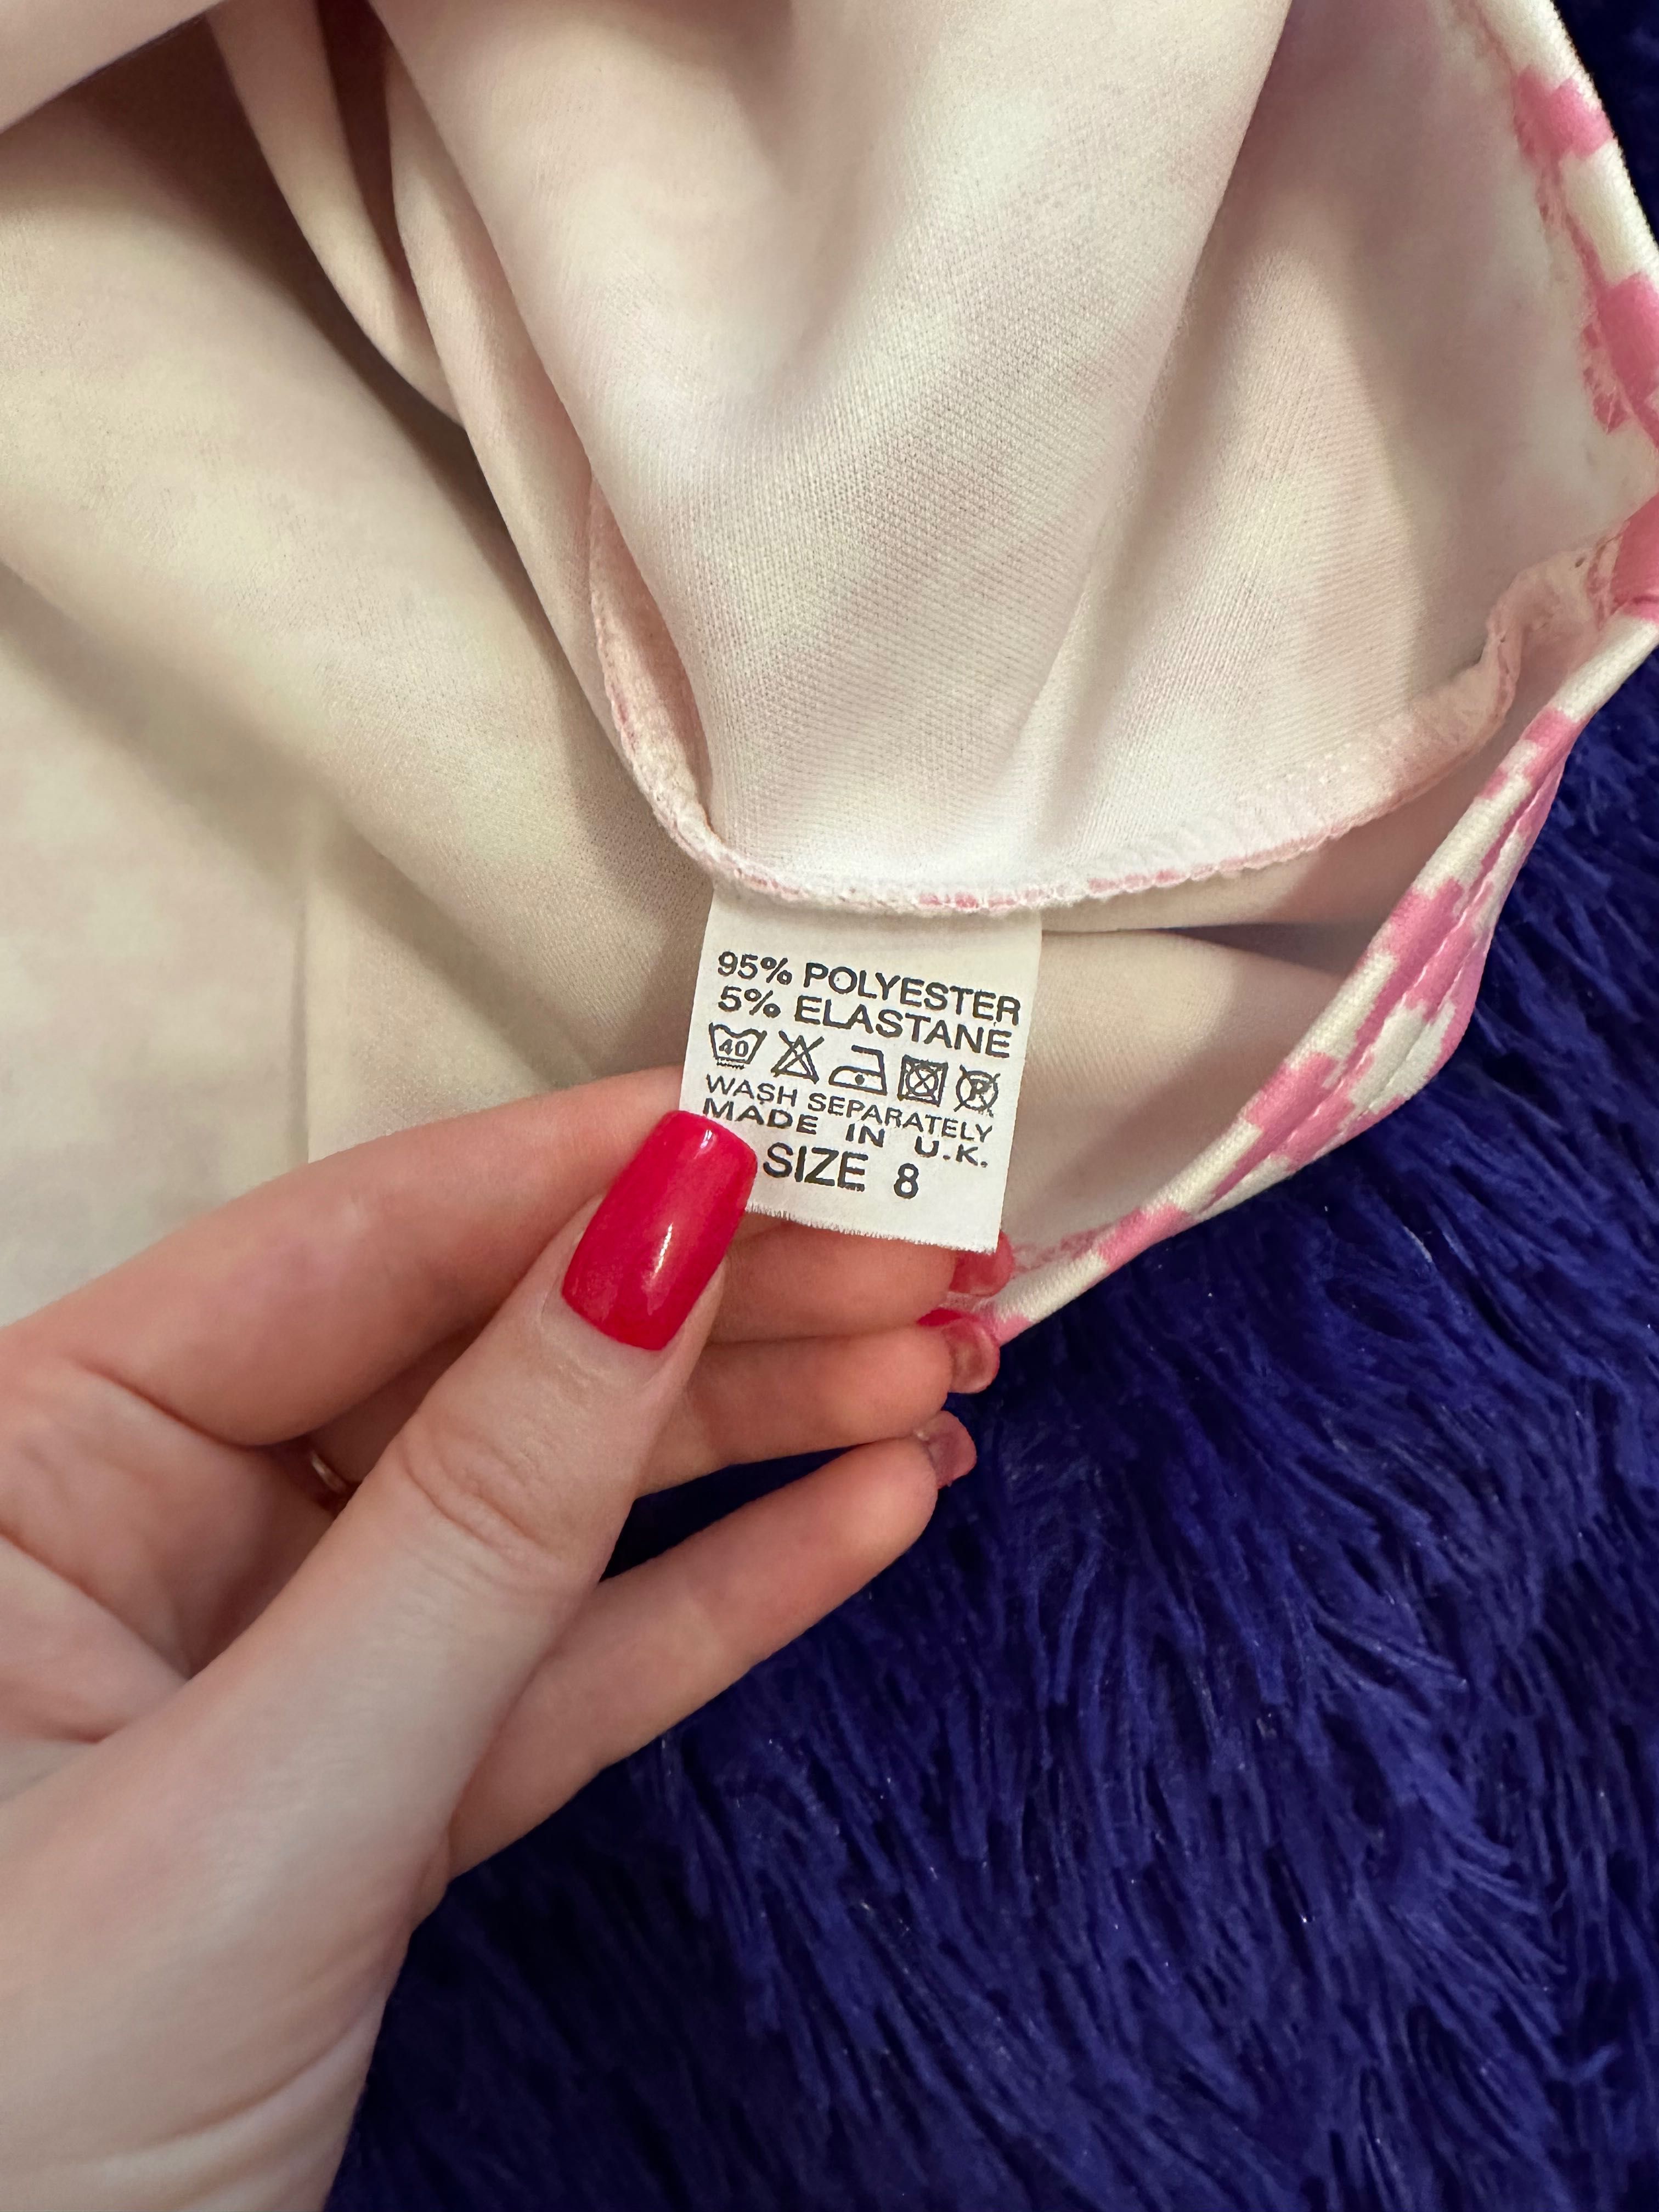 95% POLYESTER
5% ELASTANE
40 P
WASH SEPARATELY
MADE IN U.K.
SIZE 8